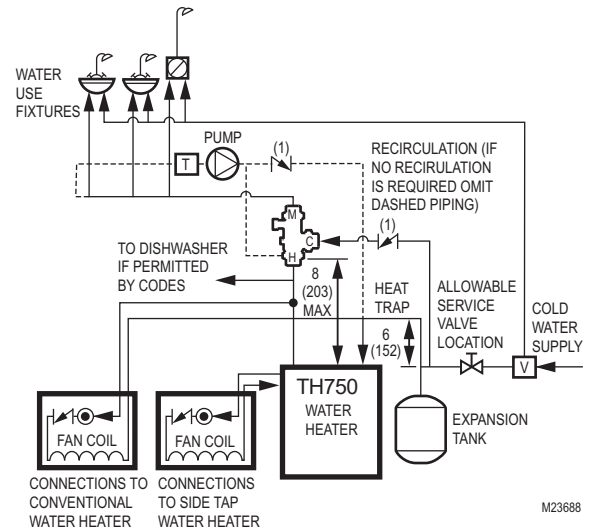 WATER
USE
FIXTURES
PUMP
(1)
T
RECIRCULATION (IF
NO RECIRULATION
IS REQUIRED OMIT
DASHED PIPING)
M
C
H
(1)
TO DISHWASHER
IF PERMITTED
BY CODES
8
(203)
MAX
HEAT
TRAP
6
(152)
ALLOWABLE
SERVICE
VALVE
LOCATION
COLD
WATER
SUPPLY
V
TH750
WATER
HEATER
FAN COIL
FAN COIL
EXPANSION
TANK
CONNECTIONS TO
CONVENTIONAL
WATER HEATER
CONNECTIONS
TO SIDE TAP
WATER HEATER
M23688